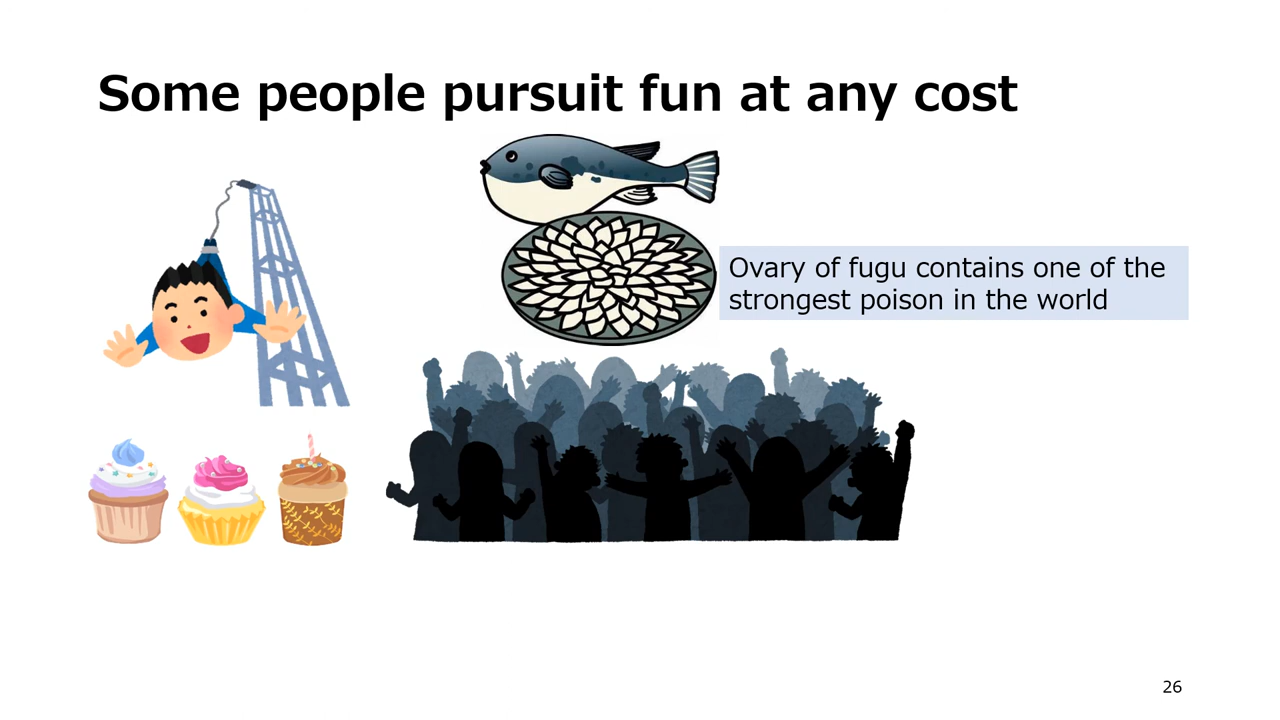 Some people pursuit fun at any cost
Ovary of fugu contains one of the
strongest poison in the world
26